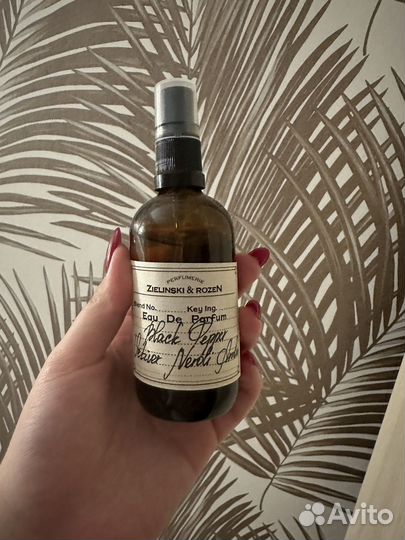 PERFUMERIE
ZIELINSKI & ROZEN
Blend No. Key Ing.
Eau De Parfum
Black Pepper
Vetiver Neroli
Avito